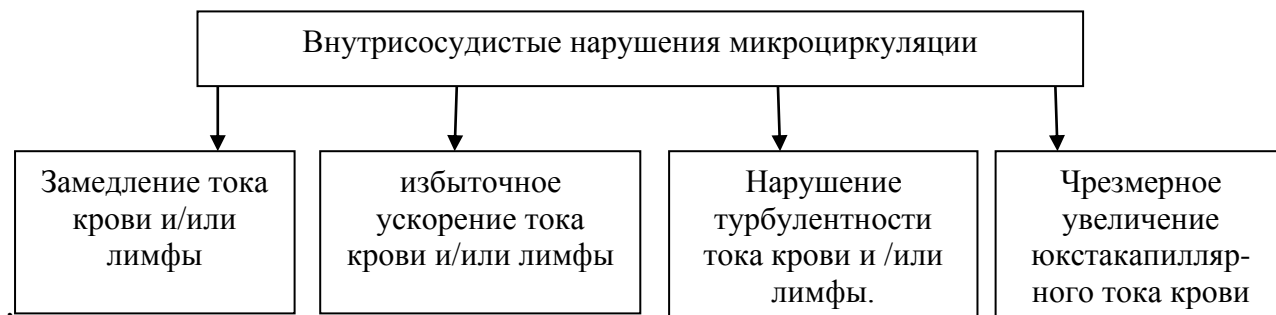 Внутрисосудистые нарушения микроциркуляции
Замедление тока
крови и/или
лимфы
избыточное
ускорение тока
крови и/или лимфы
Нарушение
турбулентности
тока крови и /или
лимфы.
Чрезмерное
увеличение
юкстакапилляр-
ного тока крови
.